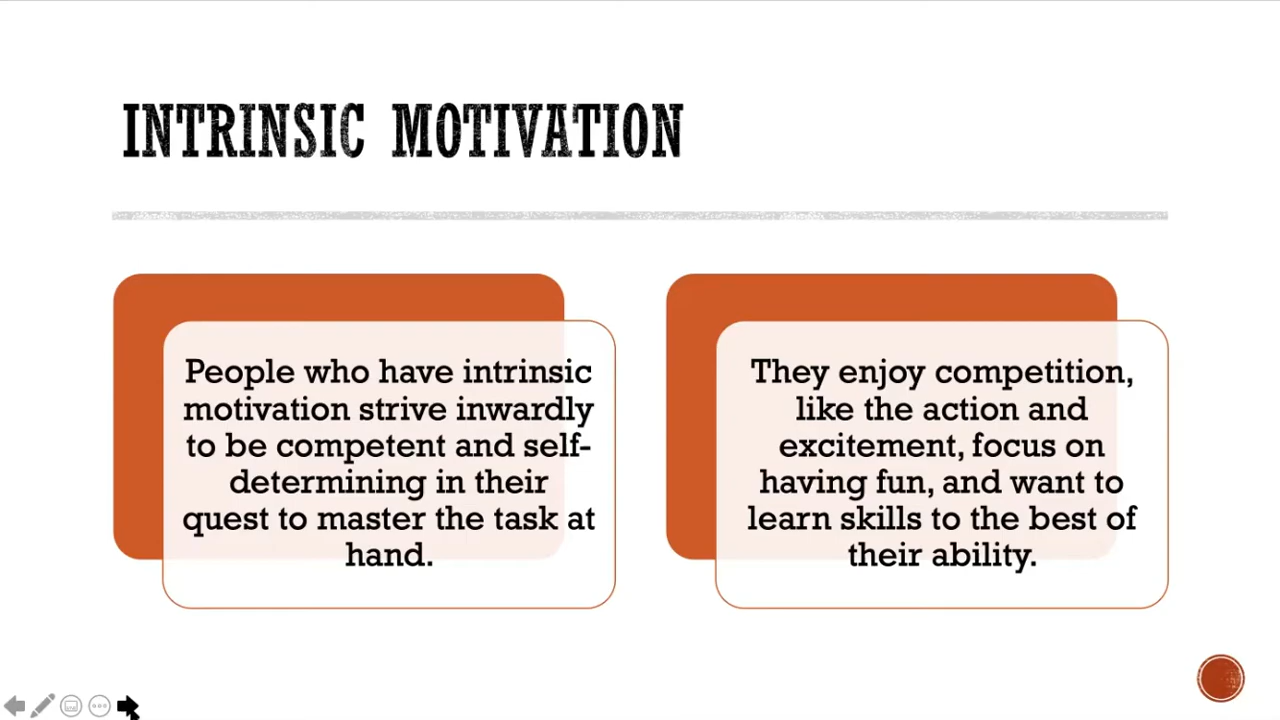 INTRINSIC MOTIVATION
People who have intrinsic
motivation strive inwardly
to be competent and self-
determining in their
quest to master the task at
hand.
They enjoy competition,
like the action and
excitement, focus on
having fun, and want to
learn skills to the best of
their ability.